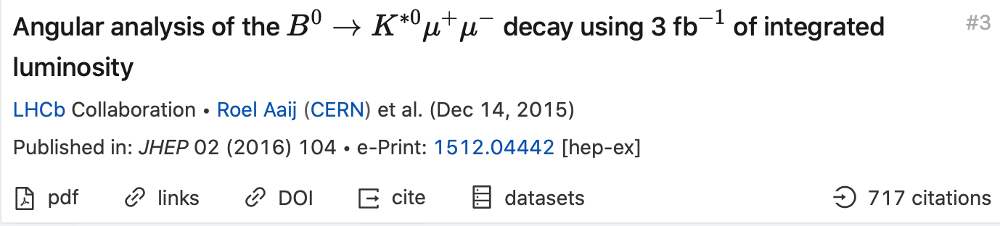 Angular analysis of the B⁰ → K*⁰μ⁺μ⁻ decay using 3 fb⁻¹ of integrated #3
luminosity
LHCb Collaboration • Roel Aaij (CERN) et al. (Dec 14, 2015)
Published in: JHEP 02 (2016) 104 • e-Print: 1512.04442 [hep-ex]
pdf links DOI cite datasets 717 citations